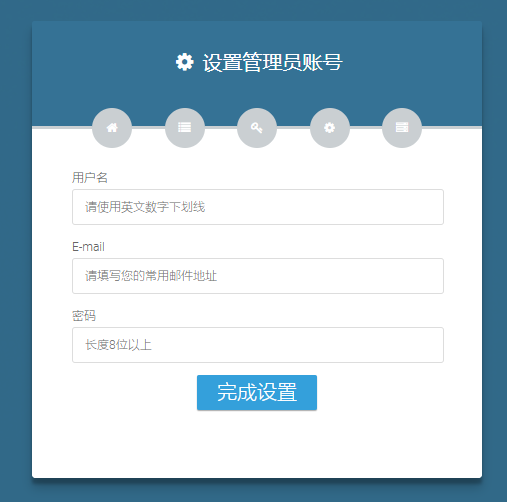 设置管理员账号
用户名
请使用英文数字下划线
E-mail
请填写您的常用邮件地址
密码
长度8位以上
完成设置